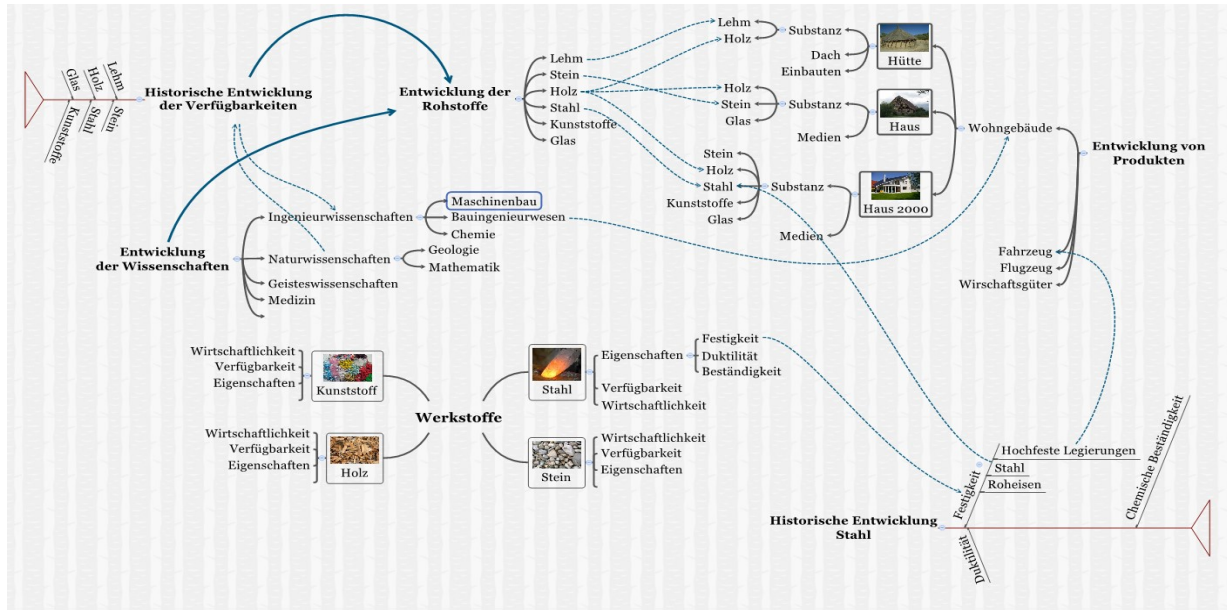 Lehm
Holz
Glas
Stein
Stahl
Kunststoffe
Historische Entwicklung
der Verfügbarkeiten
Entwicklung der
Rohstoffe
Lehm
Stein
Holz
Stahl
Kunststoffe
Glas
Lehm
Holz
Substanz
Dach
Einbauten
Hütte
Holz
Stein
Glas
Substanz
Medien
Haus
Stein
Holz
Stahl
Kunststoffe
Glas
Substanz
Medien
Haus 2000
Wohngebäude
Entwicklung von
Produkten
Fahrzeug
Flugzeug
Wirschaftsgüter
Entwicklung
der Wissenschaften
Ingenieurwissenschaften
Maschinenbau
Bauingenieurwesen
Chemie
Naturwissenschaften
Geologie
Mathematik
Geisteswissenschaften
Medizin
Wirtschaftlichkeit
Verfügbarkeit
Eigenschaften
Kunststoff
Wirtschaftlichkeit
Verfügbarkeit
Eigenschaften
Holz
Werkstoffe
Stahl
Eigenschaften
Festigkeit
Duktilität
Beständigkeit
Verfügbarkeit
Wirtschaftlichkeit
Stein
Wirtschaftlichkeit
Verfügbarkeit
Eigenschaften
Historische Entwicklung
Stahl
Festigkeit
Hochfeste Legierungen
Stahl
Roheisen
Duktilität
Chemische Beständigkeit